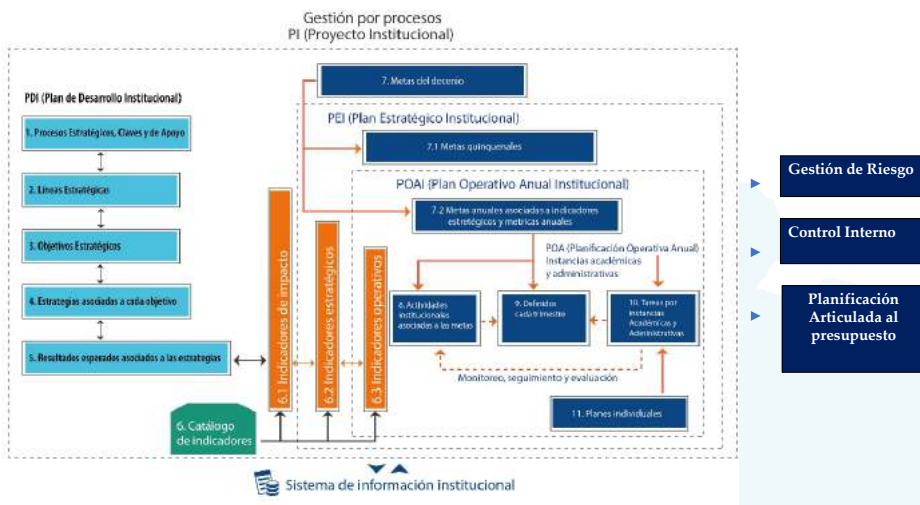 Gestión por procesos
PI (Proyecto Institucional)
PDI (Plan de Desarrollo Institucional)
1. Procesos Estratégicos, Claves y de Apoyo
2. Líneas Estratégicas
3. Objetivos Estratégicos
4. Estrategias asociadas a cada objetivo
5. Resultados esperados asociados a las estrategias
6. Catálogo
de indicadores
6.1 Indicadores de impacto
6.2 Indicadores estratégicos
6.3 Indicadores operativos
7. Metas del decenio
PEI (Plan Estratégico Institucional)
7.1 Metas quinquenales
POAI (Plan Operativo Anual Institucional)
7.2 Metas anuales asociadas a indicadores
estratégicos y metricas anuales
POA (Planificación Operativa Anual)
Instancias académicas
y administrativas
8. Actividades
institucionales
asociadas a las metas
9. Definidos
cada trimestre
10. Tareas por
Instancias
Académicas y
Administrativas
Monitoreo, seguimiento y evaluación
11. Planes individuales
Sistema de información institucional
Gestión de Riesgo
Control Interno
Planificación
Articulada al
presupuesto